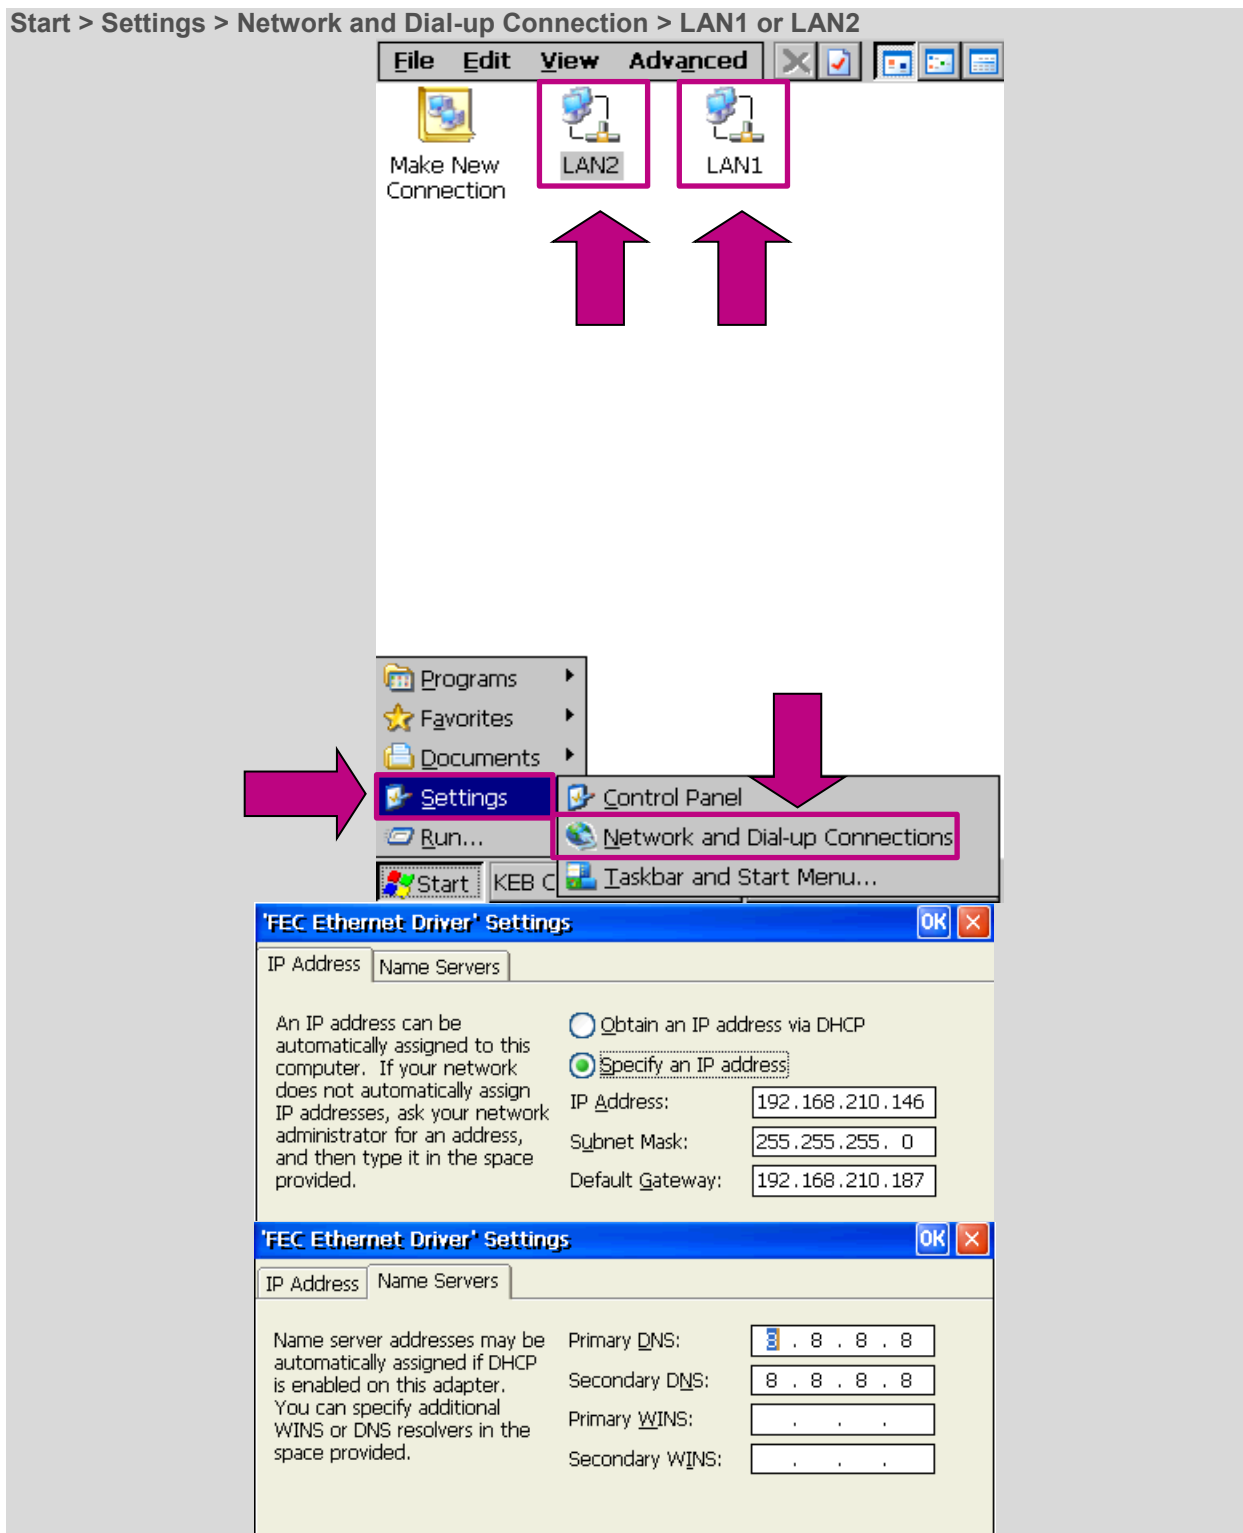 Start > Settings > Network and Dial-up Connection > LAN1 or LAN2
File Edit View Advanced
Make New
Connection
LAN2
LAN1
Programs
Favorites
Documents
Settings
Run...
Control Panel
Network and Dial-up Connections
Taskbar and Start Menu...
Start
KEB C
'FEC Ethernet Driver' Settings
OK
IP Address
Name Servers
An IP address can be
automatically assigned to this
computer. If your network
does not automatically assign
IP addresses, ask your network
administrator for an address,
and then type it in the space
provided.
Obtain an IP address via DHCP
Specify an IP address
IP Address: 192.168.210.146
Subnet Mask: 255.255.255. 0
Default Gateway: 192.168.210.187
'FEC Ethernet Driver' Settings
OK
IP Address
Name Servers
Name server addresses may be
automatically assigned if DHCP
is enabled on this adapter.
You can specify additional
WINS or DNS resolvers in the
space provided.
Primary DNS: 8 . 8 . 8 . 8
Secondary DNS: 8 . 8 . 8 . 8
Primary WINS: . . .
Secondary WINS: . . .